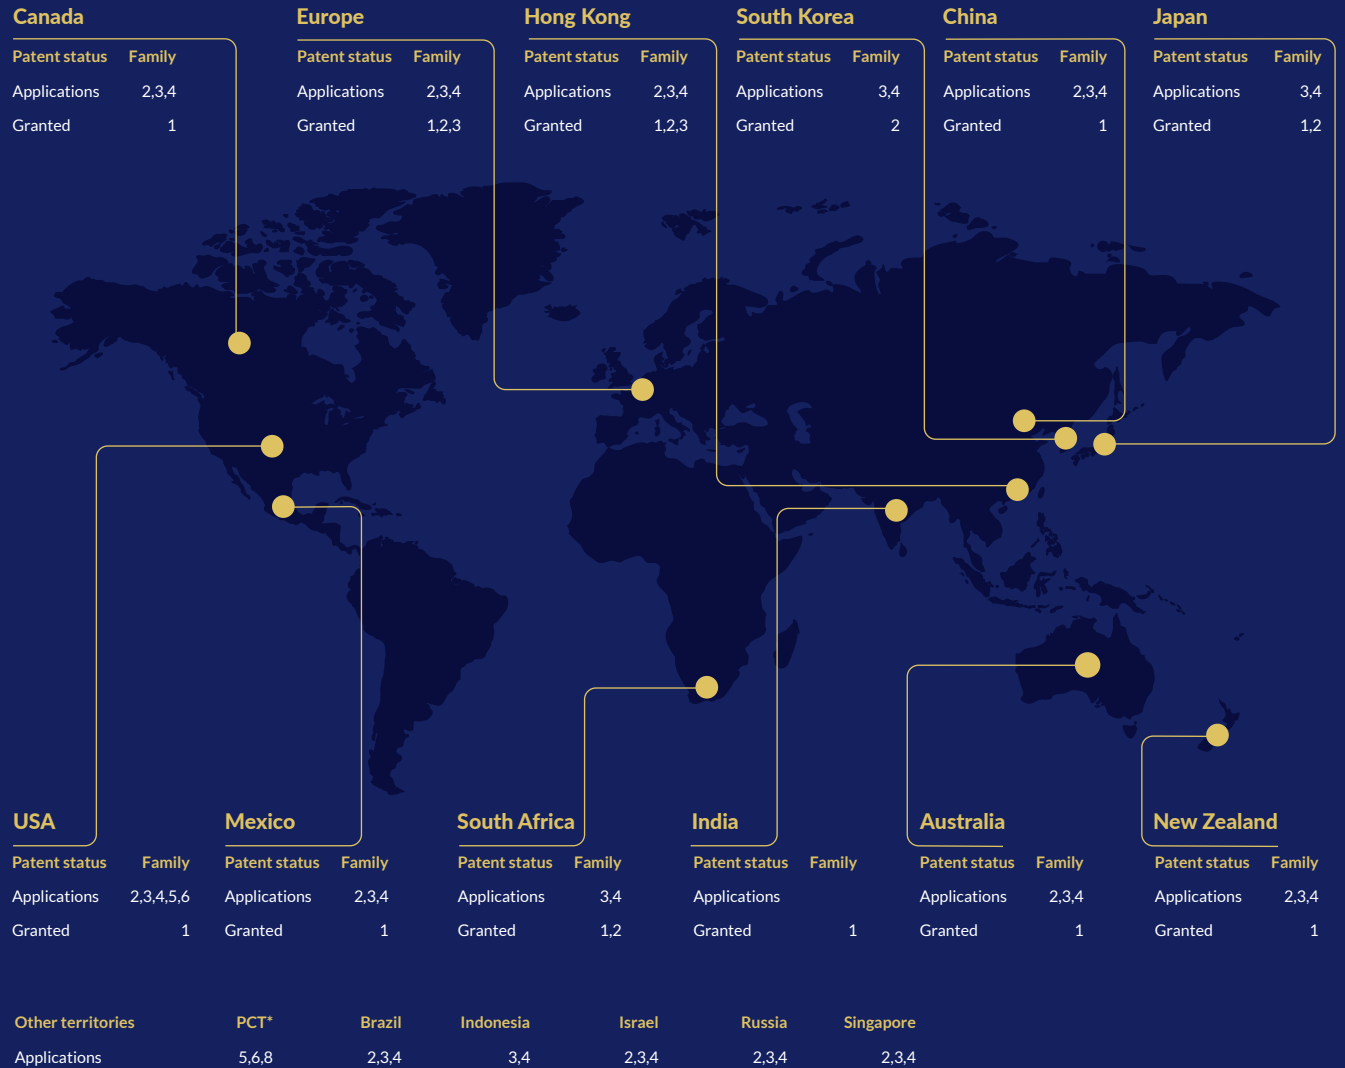 Canada Europe Hong Kong South Korea China Japan
Patent status Family Patent status Family Patent status Family Patent status Family Patent status Family Patent status Family
Applications 2,3,4 Applications 2,3,4 Applications 2,3,4 Applications 3,4 Applications 2,3,4 Applications 3,4
Granted 1 Granted 1,2,3 Granted 1,2,3 Granted 2 Granted 1 Granted 1,2
USA Mexico South Africa India Australia New Zealand
Patent status Family Patent status Family Patent status Family Patent status Family Patent status Family Patent status Family
Applications 2,3,4,5,6 Applications 2,3,4 Applications 3,4 Applications Applications 2,3,4 Applications 2,3,4
Granted 1 Granted 1 Granted 1,2 Granted 1 Granted 1 Granted 1
Other territories PCT* Brazil Indonesia Israel Russia Singapore
Applications 5,6,8 2,3,4 3,4 2,3,4 2,3,4 2,3,4